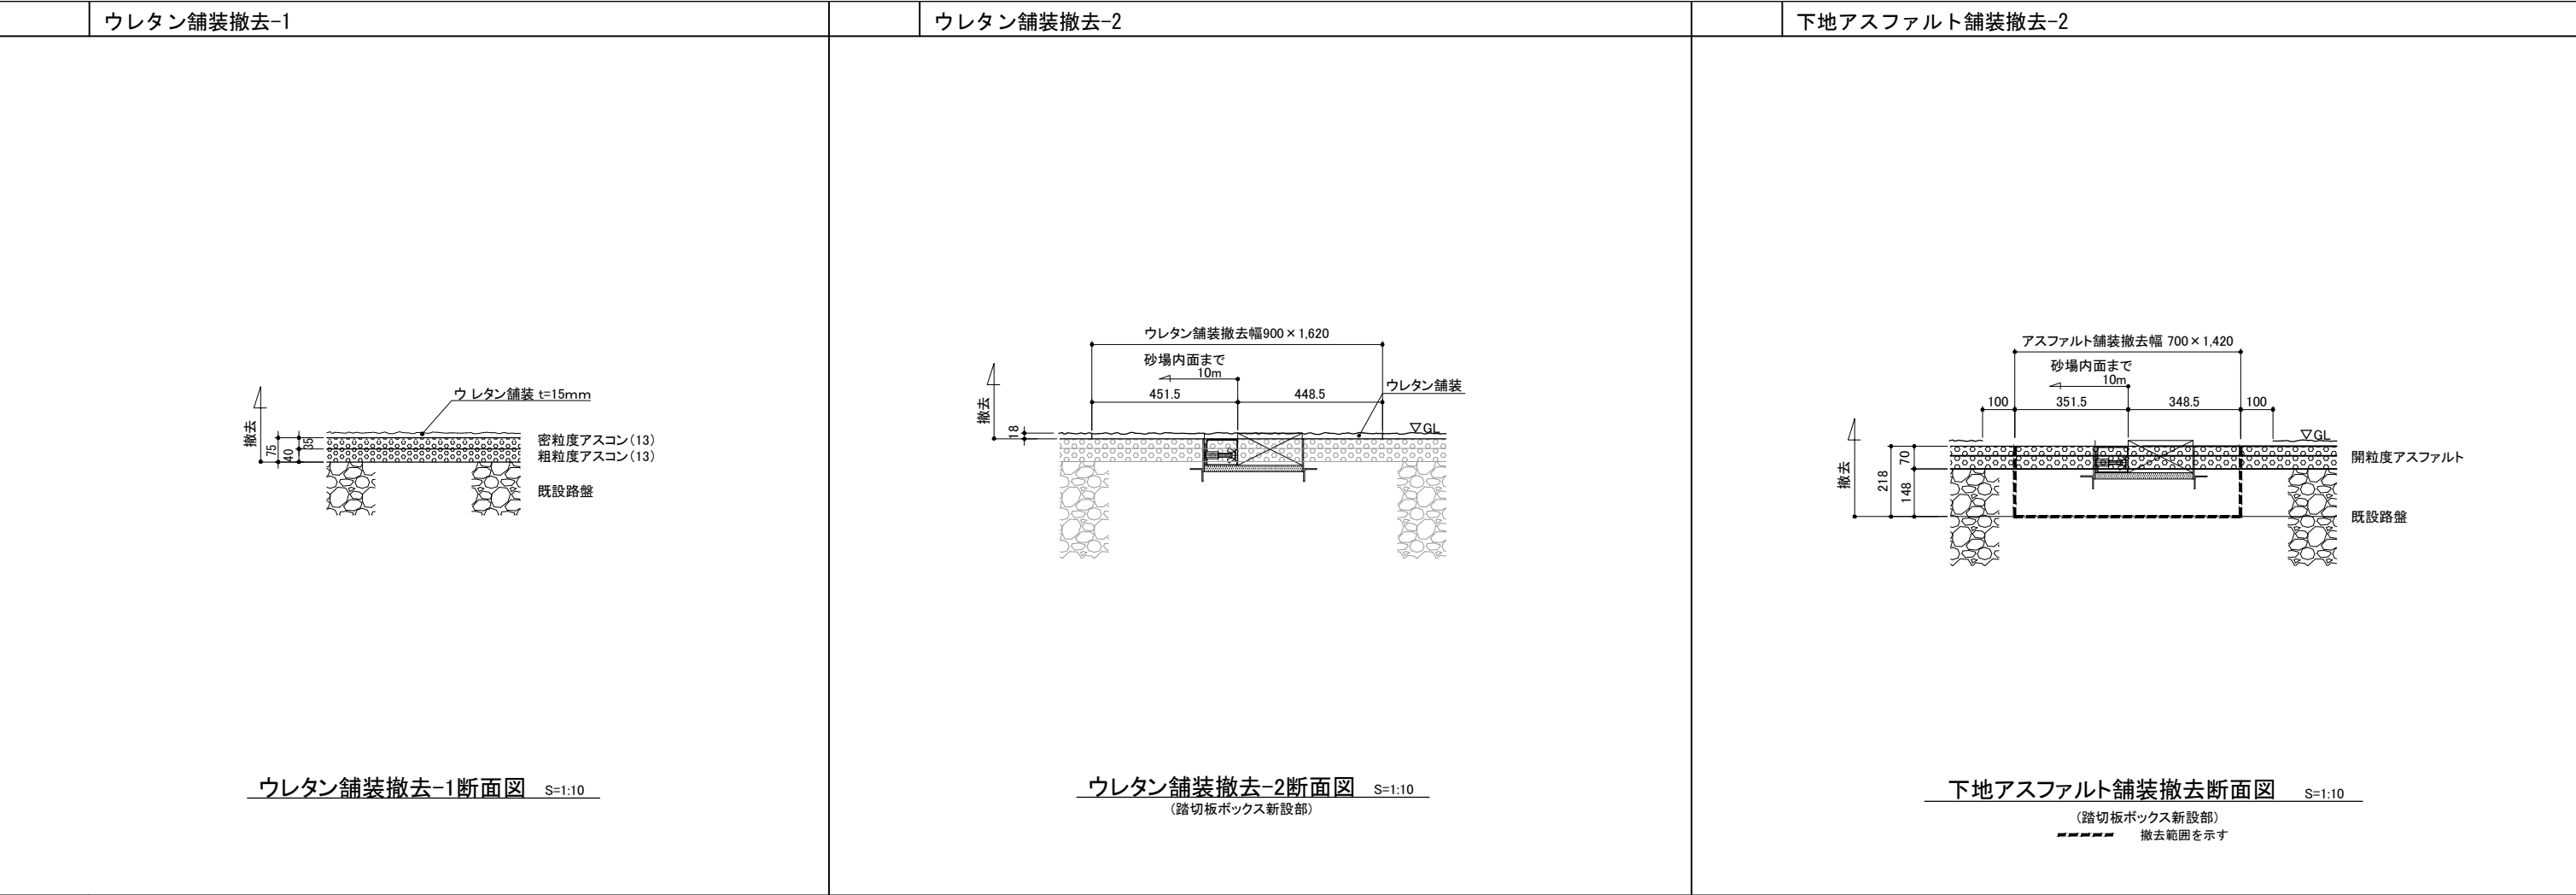 ウレタン舗装撤去-1
ウレタン舗装撤去-2
下地アスファルト舗装撤去-2
撤去
75
40
35
ウレタン舗装 t=15mm
密粒度アスコン(13)
粗粒度アスコン(13)
既設路盤
ウレタン舗装撤去-1断面図 S=1:10
ウレタン舗装撤去幅900×1,620
砂場内面まで
10m
451.5
448.5
ウレタン舗装
撤去
18
▽GL
ウレタン舗装撤去-2断面図 S=1:10
(踏切板ボックス新設部)
アスファルト舗装撤去幅 700×1,420
砂場内面まで
10m
100
351.5
348.5
100
▽GL
撤去
218
70
148
開粒度アスファルト
既設路盤
下地アスファルト舗装撤去断面図 S=1:10
(踏切板ボックス新設部)
撤去範囲を示す